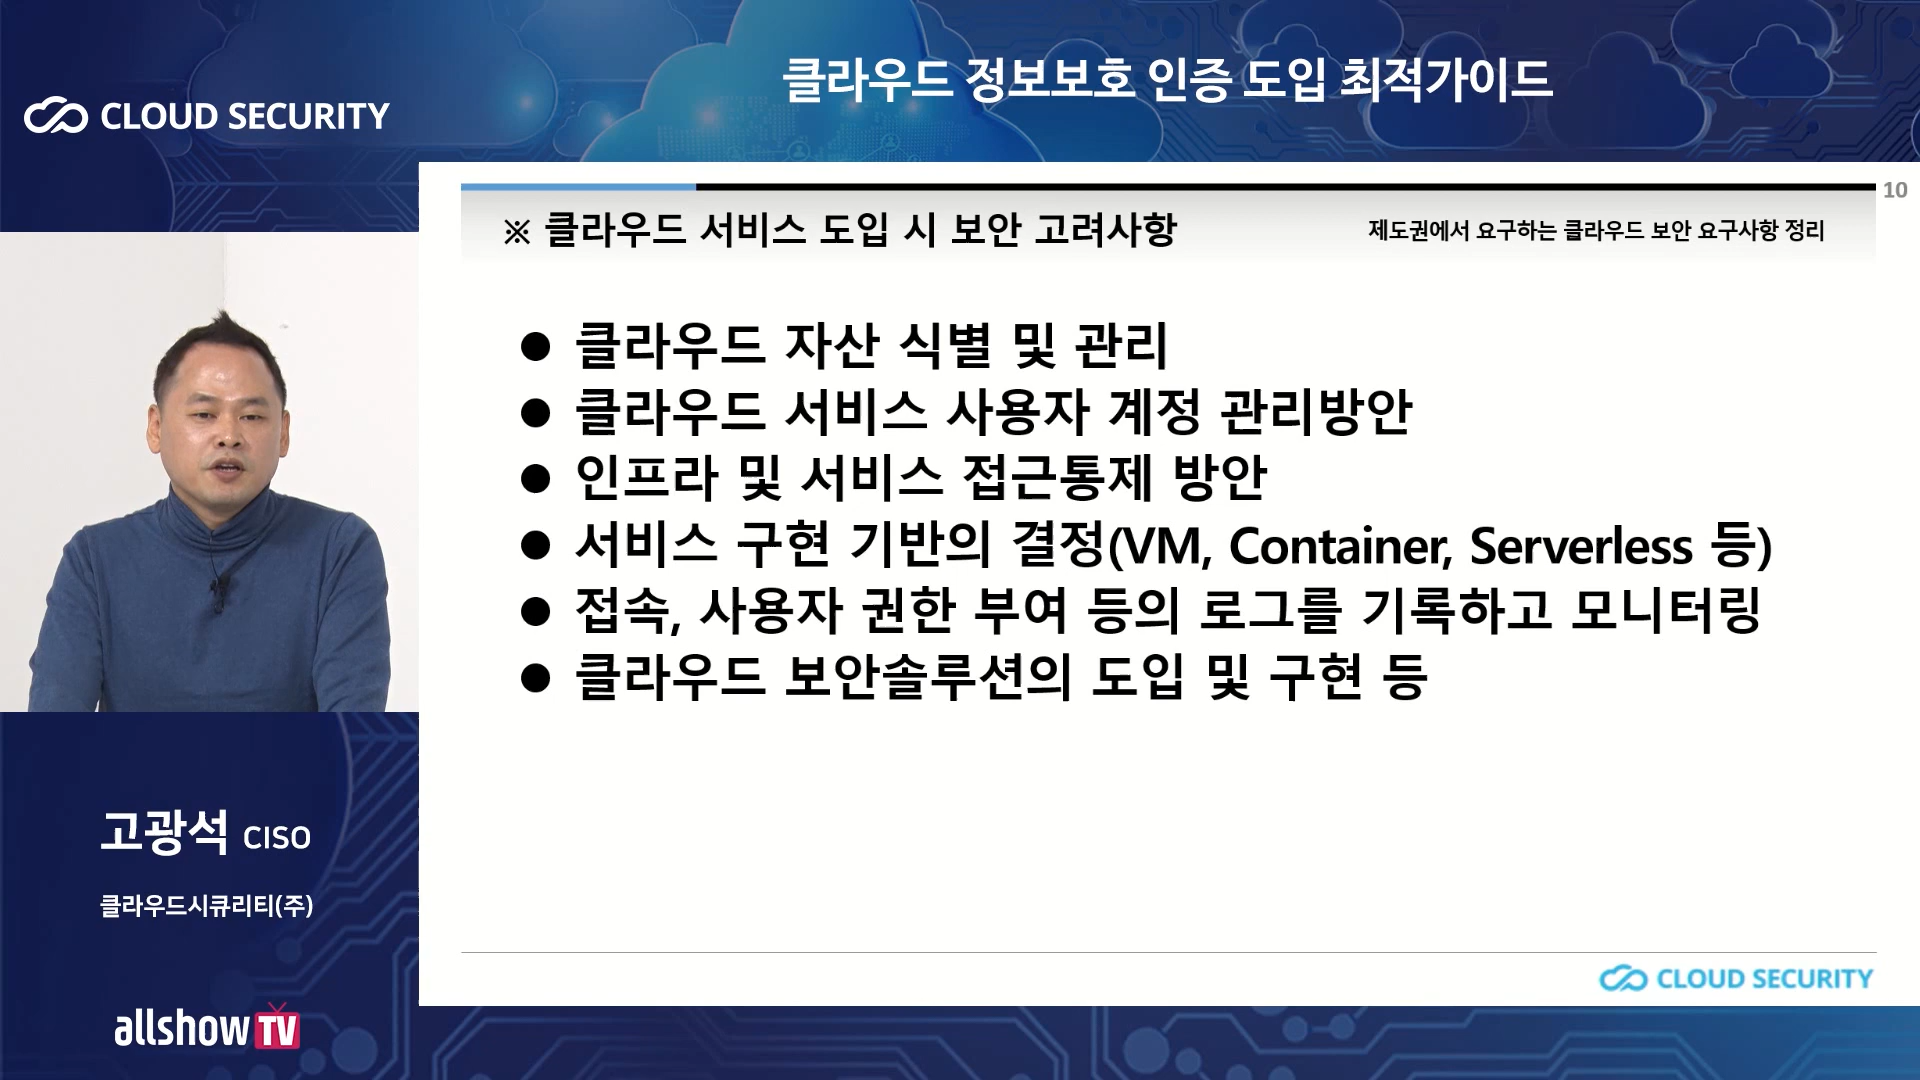 클라우드 정보보호 인증 도입 최적가이드
CLOUD SECURITY
10
※ 클라우드 서비스 도입 시 보안 고려사항
제도권에서 요구하는 클라우드 보안 요구사항 정리
● 클라우드 자산 식별 및 관리
● 클라우드 서비스 사용자 계정 관리방안
● 인프라 및 서비스 접근통제 방안
● 서비스 구현 기반의 결정(VM, Container, Serverless 등)
● 접속, 사용자 권한 부여 등의 로그를 기록하고 모니터링
● 클라우드 보안솔루션의 도입 및 구현 등
고광석 CISO
클라우드시큐리티(주)
CLOUD SECURITY
allshow TV